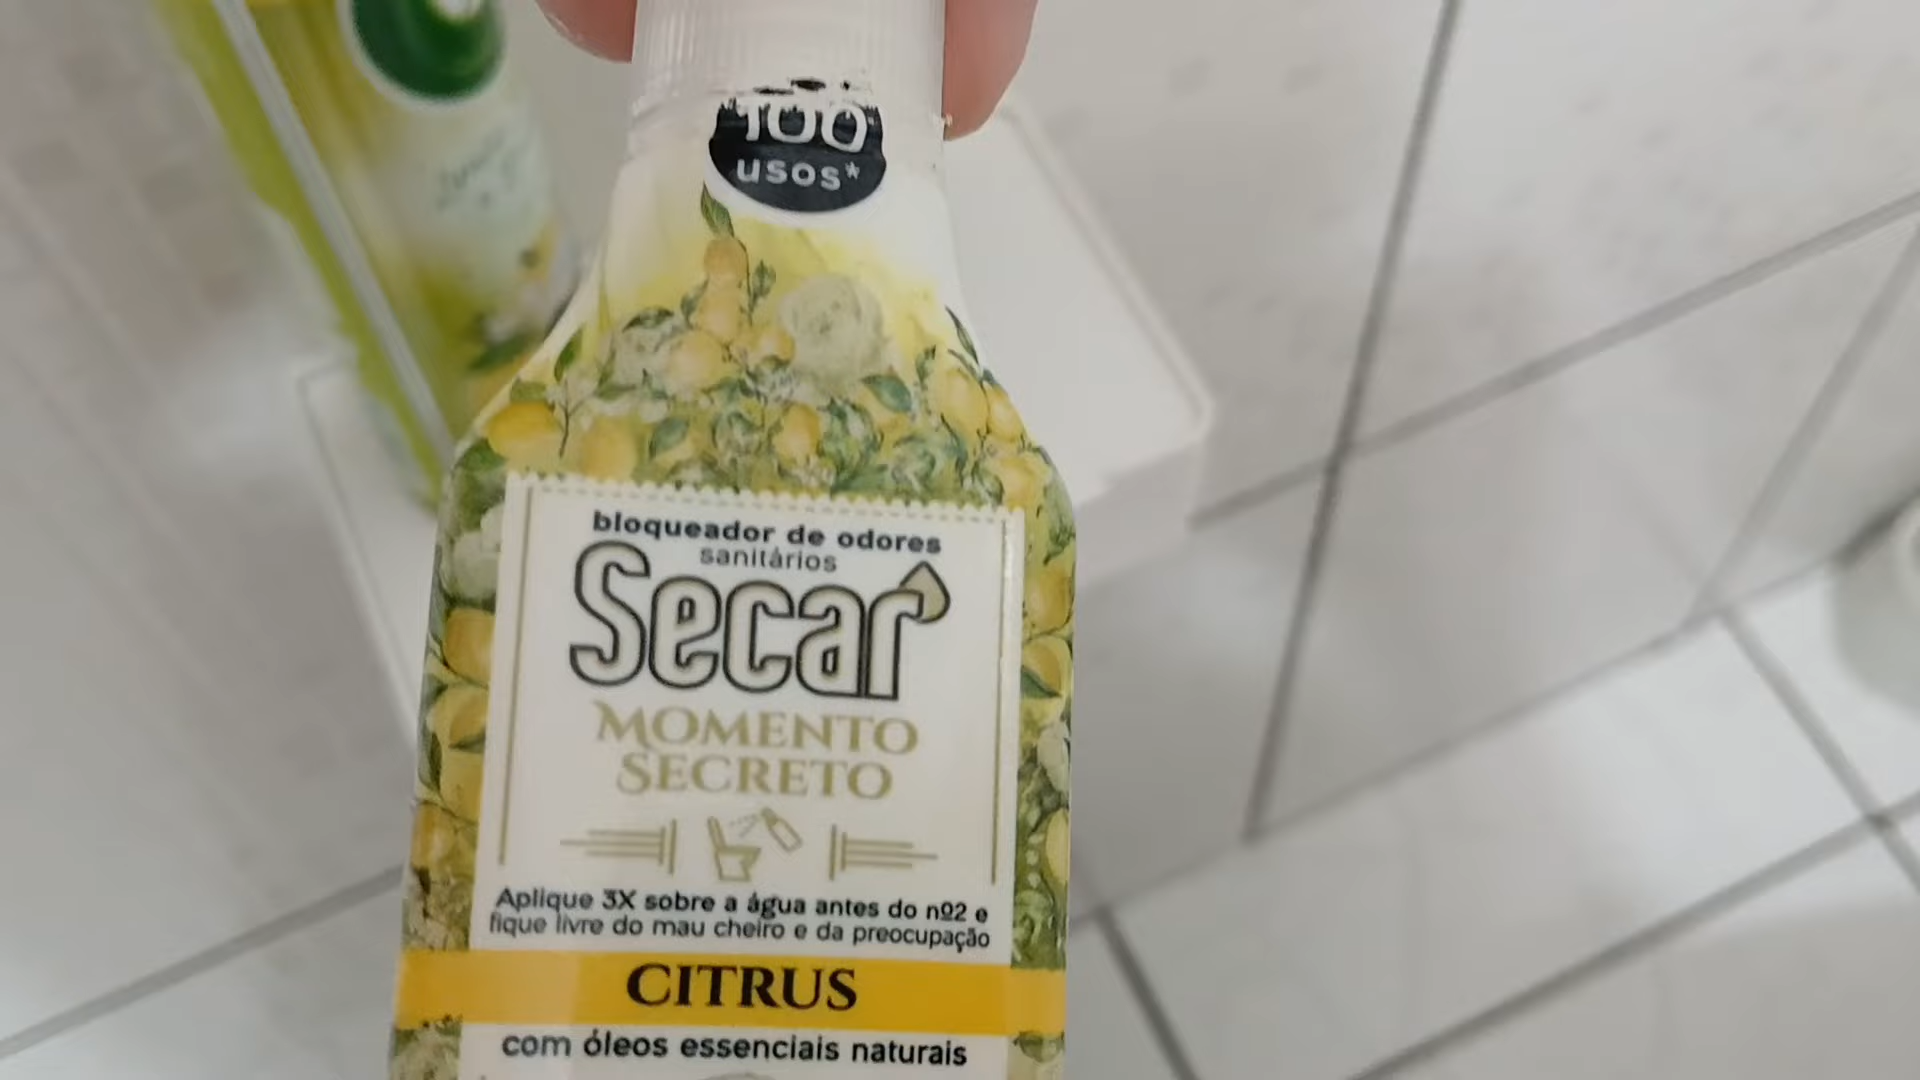 100
usos*
bloqueador de odores
sanitários
Secar
MOMENTO
SECRETO
Aplique 3X sobre a água antes do nº2 e
fique livre do mau cheiro e da preocupação
CITRUS
com óleos essenciais naturais